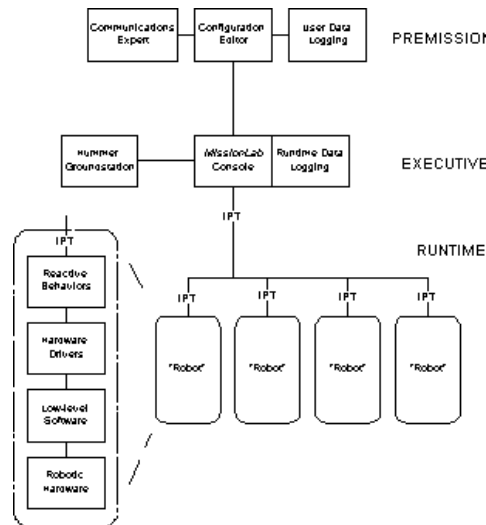 Communications
Expert
Configuration
Editor
User Data
Logging
PREMISSION
Hummer
Groundstation
MissionLab
Console
Runtime Data
Logging
EXECUTIVE
IPT
RUNTIME
IPT
Reactive
Behaviors
Hardware
Drivers
Low-level
Software
Robotic
Hardware
IPT
IPT
IPT
IPT
"Robot"
"Robot"
"Robot"
"Robot"